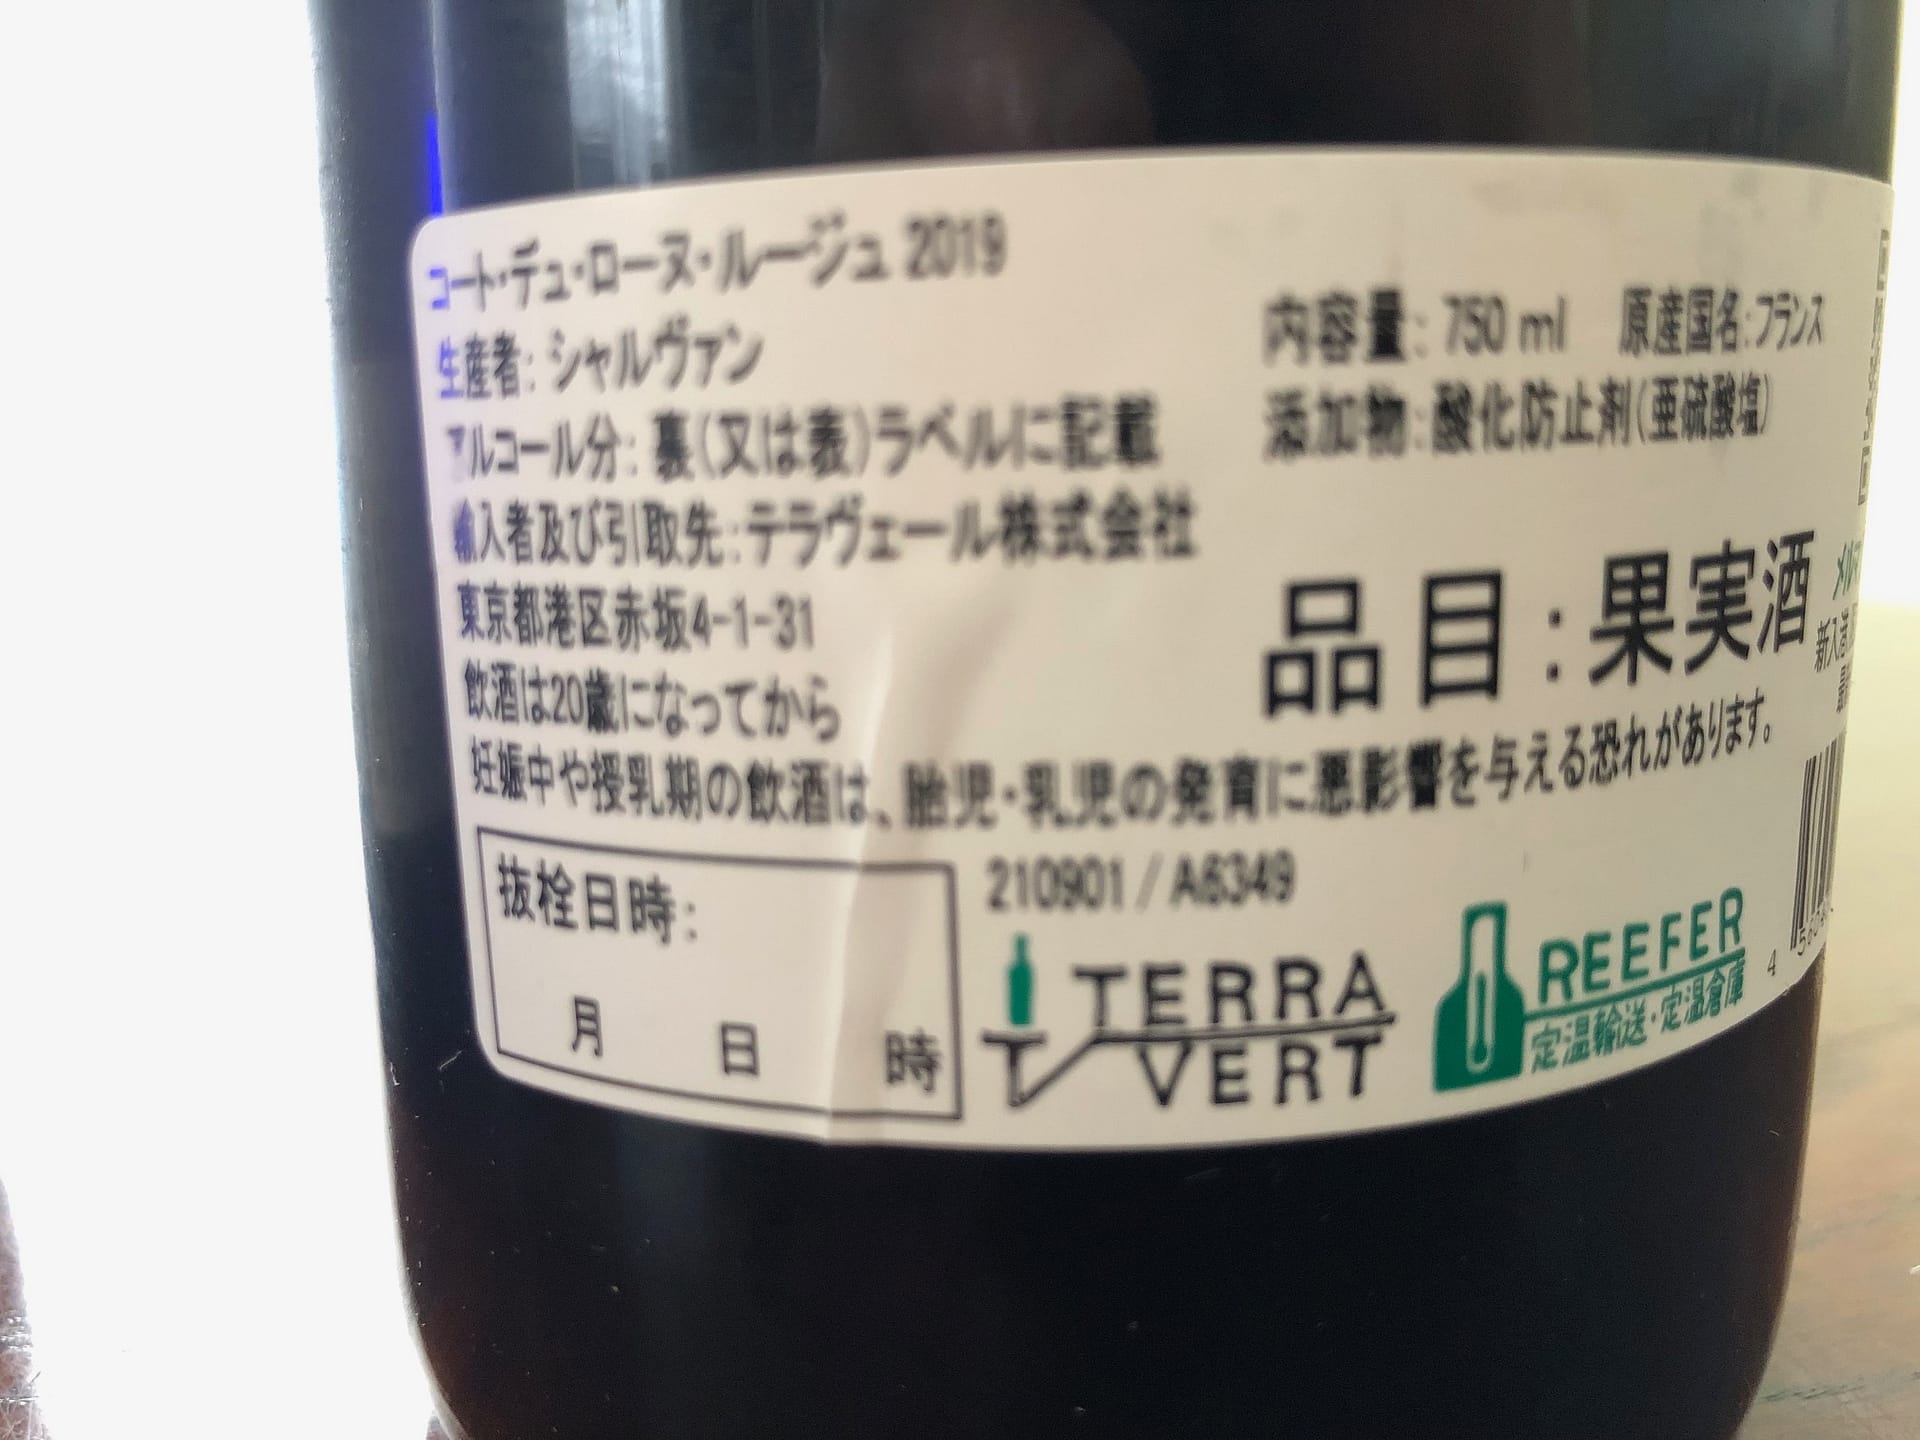 コート・デュ・ローヌ・ルージュ 2019
生産者: シャルヴァン
アルコール分: 裏(又は表)ラベルに記載
輸入者及び引取先: テラヴェール株式会社
東京都港区赤坂4-1-31
飲酒は20歳になってから
妊娠中や授乳期の飲酒は、胎児・乳児の発育に悪影響を与える恐れがあります。
内容量: 750 ml 原産国名: フランス
添加物: 酸化防止剤(亜硫酸塩)
品目:果実酒
抜栓日時:
月 日 時
210901 / A6349
TERRA
VERT
REEFER
定温輸送・定温倉庫